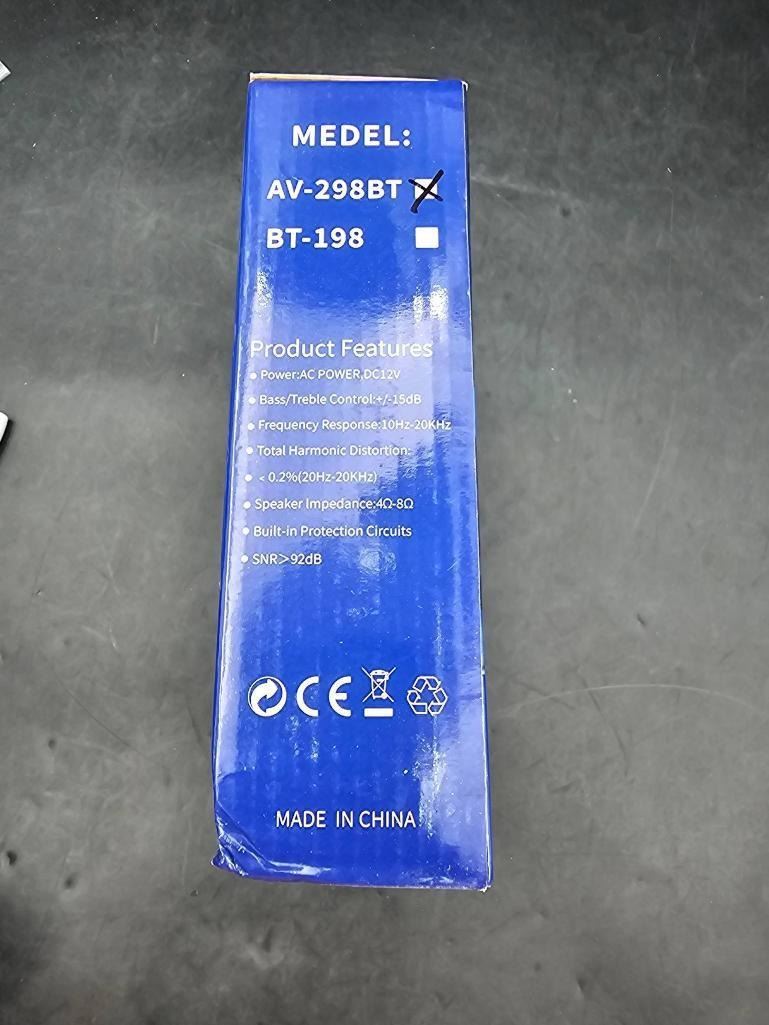 MEDEL:
AV-298BT
BT-198
Product Features
• Power:AC POWER,DC12V
• Bass/Treble Control:+/-15dB
• Frequency Response:10Hz-20KHz
• Total Harmonic Distortion:
• <0.2%(20Hz-20KHz)
• Speaker Impedance:4Ω-8Ω
• Built-in Protection Circuits
• SNR>92dB
CE
MADE IN CHINA